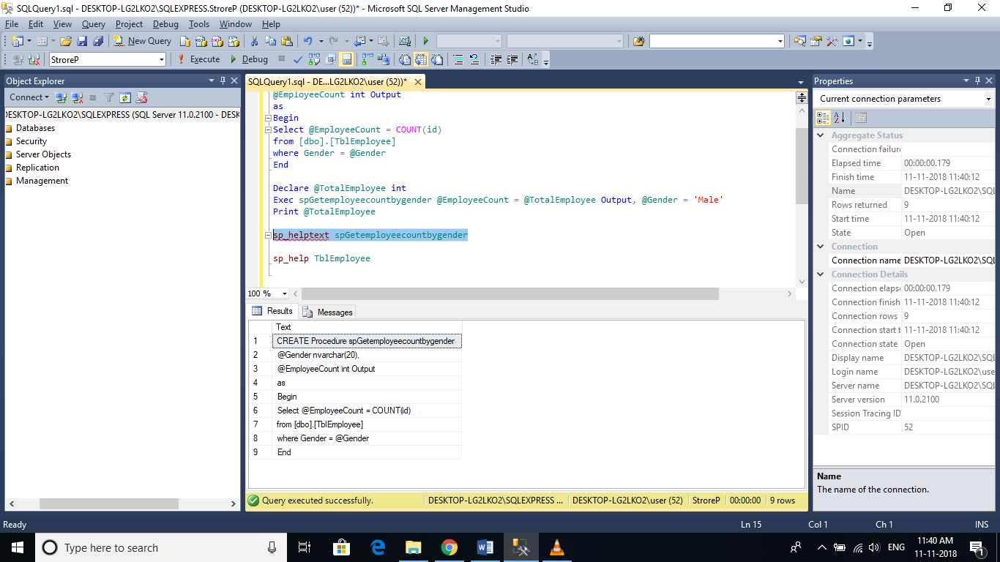 SQLQuery1.sql - DESKTOP-LG2LKO2\SQLEXPRESS.StroreP (DESKTOP-LG2LKO2\user (52))* - Microsoft SQL Server Management Studio
File Edit View Query Project Debug Tools Window Help
New Query
StroreP Execute Debug
Object Explorer
Connect
DESKTOP-LG2LKO2\SQLEXPRESS (SQL Server 11.0.2100 - DESK
Databases
Security
Server Objects
Replication
Management
SQLQuery1.sql - DE...LG2LKO2\user (52))*
@EmployeeCount int Output
as
Begin
Select @EmployeeCount = COUNT(id)
from [dbo].[TblEmployee]
where Gender = @Gender
End
Declare @TotalEmployee int
Exec spGetemployeecountbygender @EmployeeCount = @TotalEmployee Output, @Gender = 'Male'
Print @TotalEmployee
sp_helptext spGetemployeecountbygender
sp_help TblEmployee
100 %
Results Messages
Text
1 CREATE Procedure spGetemployeecountbygender
2 @Gender nvarchar(20),
3 @EmployeeCount int Output
4 as
5 Begin
6 Select @EmployeeCount = COUNT(id)
7 from [dbo].[TblEmployee]
8 where Gender = @Gender
9 End
Query executed successfully. DESKTOP-LG2LKO2\SQLEXPRESS ... DESKTOP-LG2LKO2\user (52) StroreP 00:00:00 9 rows
Properties
Current connection parameters
Aggregate Status
Connection failure
Elapsed time 00:00:00.179
Finish time 11-11-2018 11:40:12
Name DESKTOP-LG2LKO2\SQL
Rows returned 9
Start time 11-11-2018 11:40:12
State Open
Connection
Connection name DESKTOP-LG2LKO2\SQL
Connection Details
Connection elaps 00:00:00.179
Connection finish 11-11-2018 11:40:12
Connection rows 9
Connection start t 11-11-2018 11:40:12
Connection state Open
Display name DESKTOP-LG2LKO2\SQL
Login name DESKTOP-LG2LKO2\use
Server name DESKTOP-LG2LKO2\SQL
Server version 11.0.2100
Session Tracing ID
SPID 52
Name
The name of the connection.
Ready Ln 15 Col 1 Ch 1 INS
Type here to search
ENG 11:40 AM
11-11-2018
1